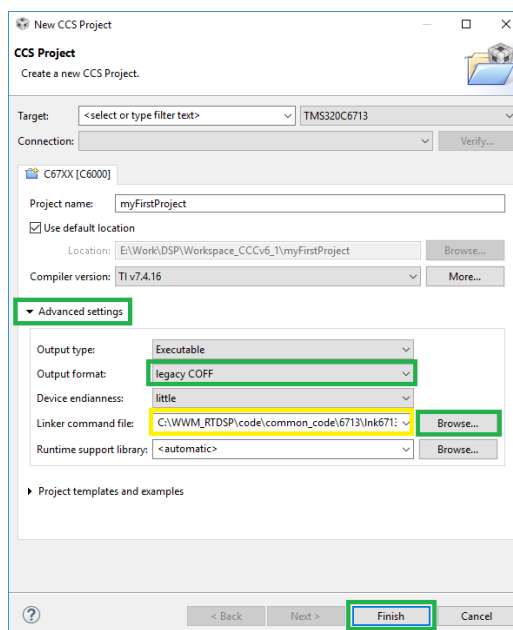 New CCS Project
CCS Project
Create a new CCS Project.
Target: <select or type filter text> TMS320C6713
Connection: Verify...
C67XX [C6000]
Project name: myFirstProject
Use default location
Location: E:\Work\DSP\Workspace_CCCv6_1\myFirstProject Browse...
Compiler version: TI v7.4.16 More...
Advanced settings
Output type: Executable
Output format: legacy COFF
Device endianness: little
Linker command file: C:\WWM_RTDSP\code\common_code\6713\lnk6713 Browse...
Runtime support library: <automatic> Browse...
Project templates and examples
? < Back Next > Finish Cancel